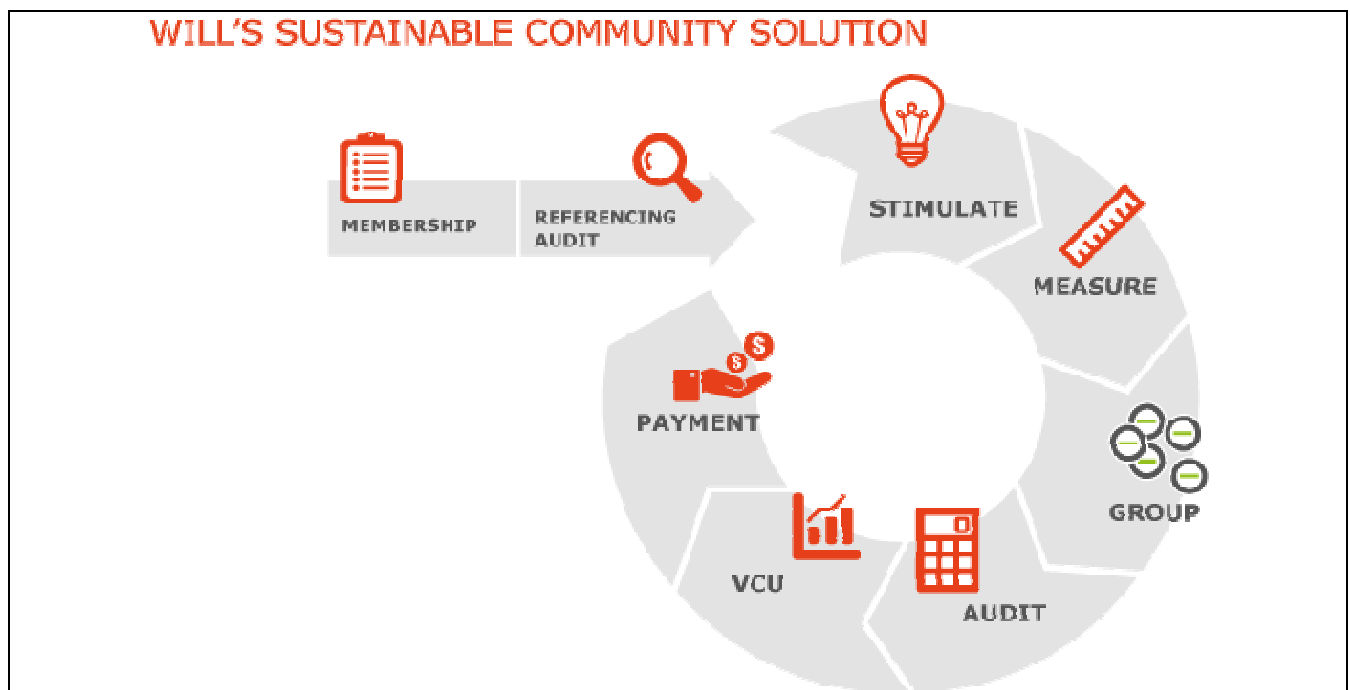 WILL'S SUSTAINABLE COMMUNITY SOLUTION
MEMBERSHIP
REFERENCING
AUDIT
STIMULATE
MEASURE
GROUP
AUDIT
VCU
PAYMENT
$
$